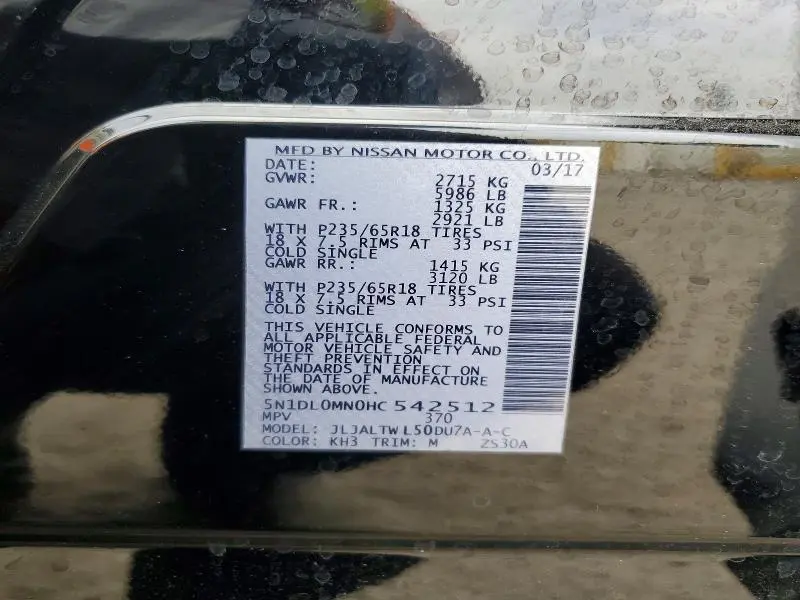 MFD BY NISSAN MOTOR CO., LTD.
DATE: 03/17
GVWR: 2715 KG
5986 LB
GAWR FR.: 1325 KG
2921 LB
WITH P235/65R18 TIRES
18 X 7.5 RIMS AT 33 PSI
COLD SINGLE
GAWR RR.: 1415 KG
3120 LB
WITH P235/65R18 TIRES
18 X 7.5 RIMS AT 33 PSI
COLD SINGLE
THIS VEHICLE CONFORMS TO
ALL APPLICABLE FEDERAL
MOTOR VEHICLE SAFETY AND
THEFT PREVENTION
STANDARDS IN EFFECT ON
THE DATE OF MANUFACTURE
SHOWN ABOVE.
5N1DL0MN0HC 542512
MPV 370
MODEL: JLJALTWL50DU7A-A-C
COLOR: KH3 TRIM: M ZS30A